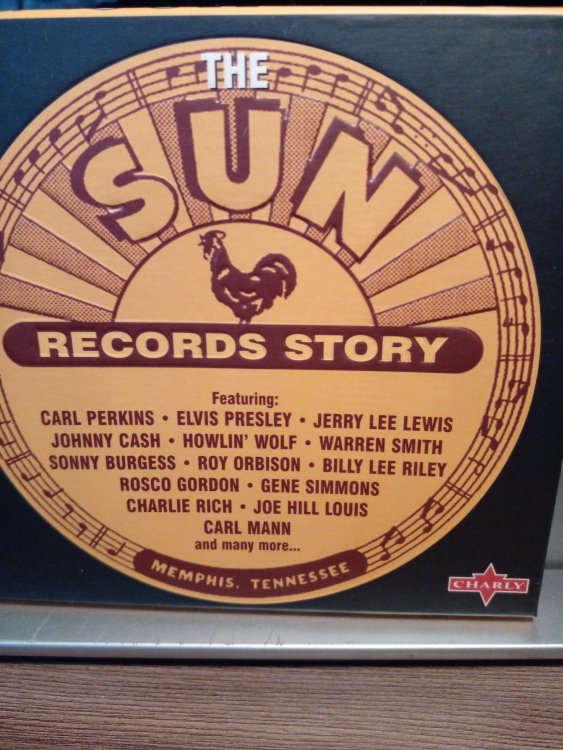 THE
SUN
RECORDS STORY
Featuring:
CARL PERKINS • ELVIS PRESLEY • JERRY LEE LEWIS
JOHNNY CASH • HOWLIN' WOLF • WARREN SMITH
SONNY BURGESS • ROY ORBISON • BILLY LEE RILEY
ROSCO GORDON • GENE SIMMONS
CHARLIE RICH • JOE HILL LOUIS
CARL MANN
and many more...
MEMPHIS, TENNESSEE
CHARLY